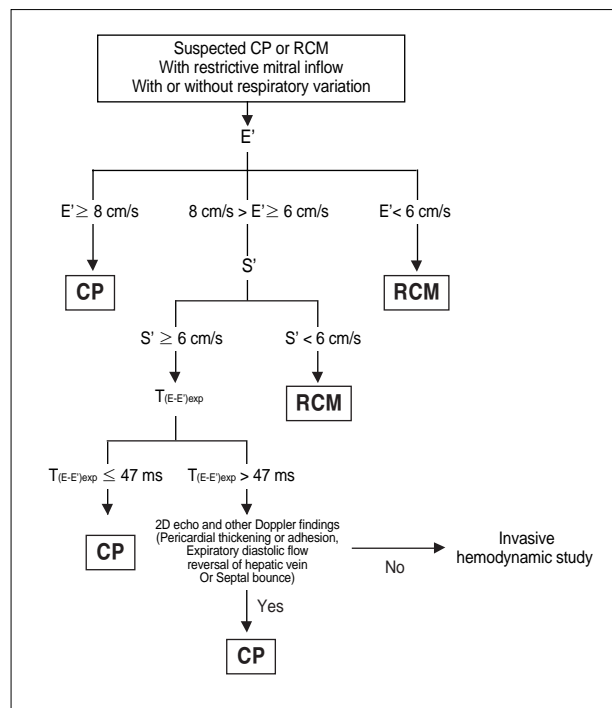 Suspected CP or RCM
With restrictive mitral inflow
With or without respiratory variation
E'
E' ≥ 8 cm/s
8 cm/s > E' ≥ 6 cm/s
E' < 6 cm/s
CP
S'
RCM
S' ≥ 6 cm/s
S' < 6 cm/s
T(E-E')exp
RCM
T(E-E')exp ≤ 47 ms
T(E-E')exp > 47 ms
CP
2D echo and other Doppler findings
(Pericardial thickening or adhesion,
Expiratory diastolic flow
reversal of hepatic vein
Or Septal bounce)
No
Invasive
hemodynamic study
Yes
CP